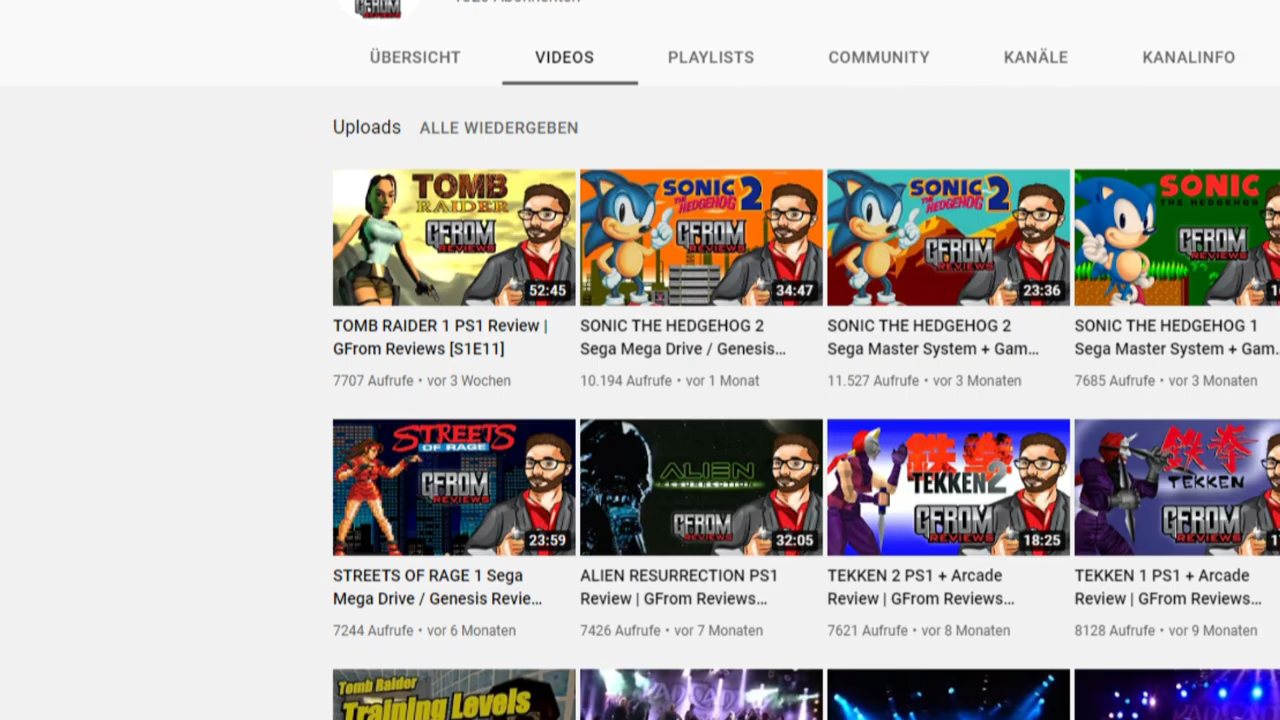 GFROM
REVIEWS
ÜBERSICHT
VIDEOS
PLAYLISTS
COMMUNITY
KANÄLE
KANALINFO
Uploads
ALLE WIEDERGEBEN
TOMB
RAIDER
GFROM
REVIEWS
52:45
SONIC 2
THE HEDGEHOG
GFROM
REVIEWS
34:47
SONIC 2
THE HEDGEHOG
GFROM
REVIEWS
23:36
SONIC
THE HEDGEHOG
GFROM
REVIEWS
TOMB RAIDER 1 PS1 Review |
GFrom Reviews [S1E11]
7707 Aufrufe • vor 3 Wochen
SONIC THE HEDGEHOG 2
Sega Mega Drive / Genesis...
10.194 Aufrufe • vor 1 Monat
SONIC THE HEDGEHOG 2
Sega Master System + Gam...
11.527 Aufrufe • vor 3 Monaten
SONIC THE HEDGEHOG 1
Sega Master System + Gam.
7685 Aufrufe • vor 3 Monaten
STREETS
OF RAGE
GFROM
REVIEWS
23:59
ALIEN
RESURRECTION
GFROM
REVIEWS
32:05
鉄拳
TEKKEN 2
GFROM
REVIEWS
18:25
鉄拳
TEKKEN
GFROM
REVIEWS
STREETS OF RAGE 1 Sega
Mega Drive / Genesis Revie...
7244 Aufrufe • vor 6 Monaten
ALIEN RESURRECTION PS1
Review | GFrom Reviews...
7426 Aufrufe • vor 7 Monaten
TEKKEN 2 PS1 + Arcade
Review | GFrom Reviews...
7621 Aufrufe • vor 8 Monaten
TEKKEN 1 PS1 + Arcade
Review | GFrom Reviews...
8128 Aufrufe • vor 9 Monaten
Tomb Raider
Training Levels